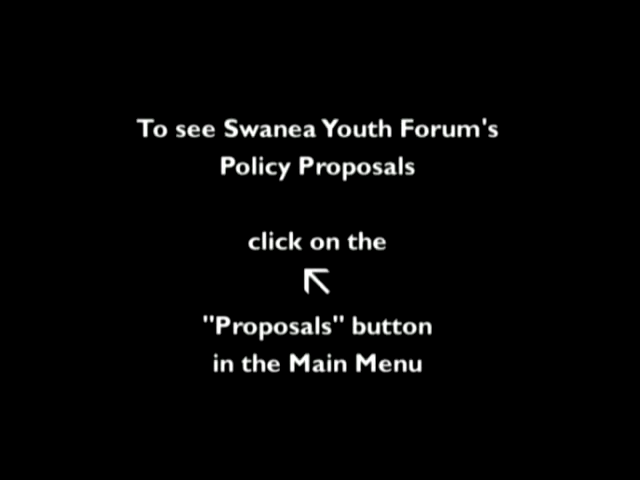 To see Swanea Youth Forum's
Policy Proposals
click on the
"Proposals" button
in the Main Menu